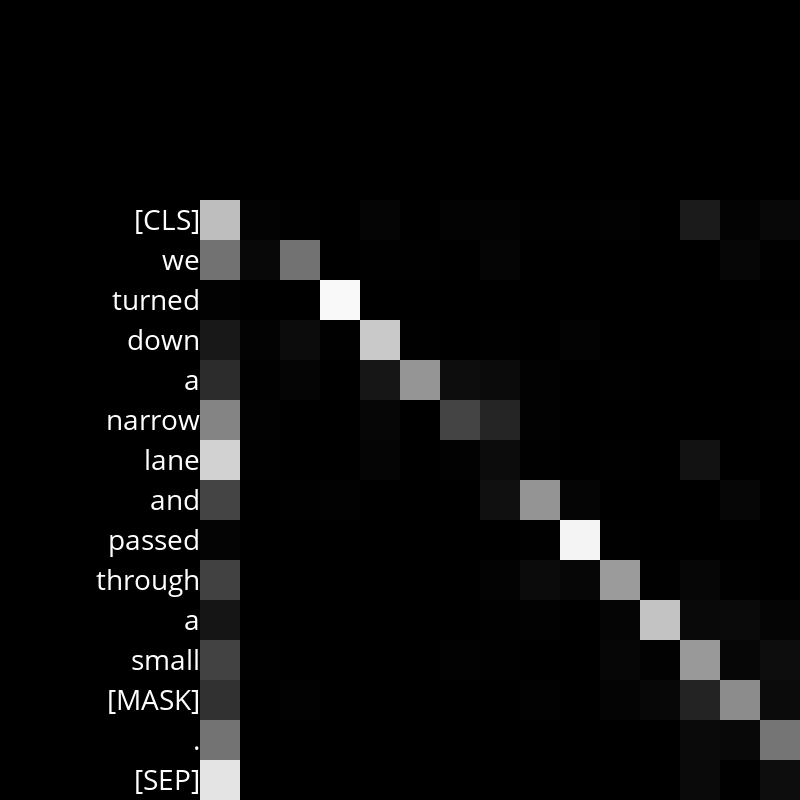 [CLS]
we
turned
down
a
narrow
lane
and
passed
through
a
small
[MASK]
.
[SEP]